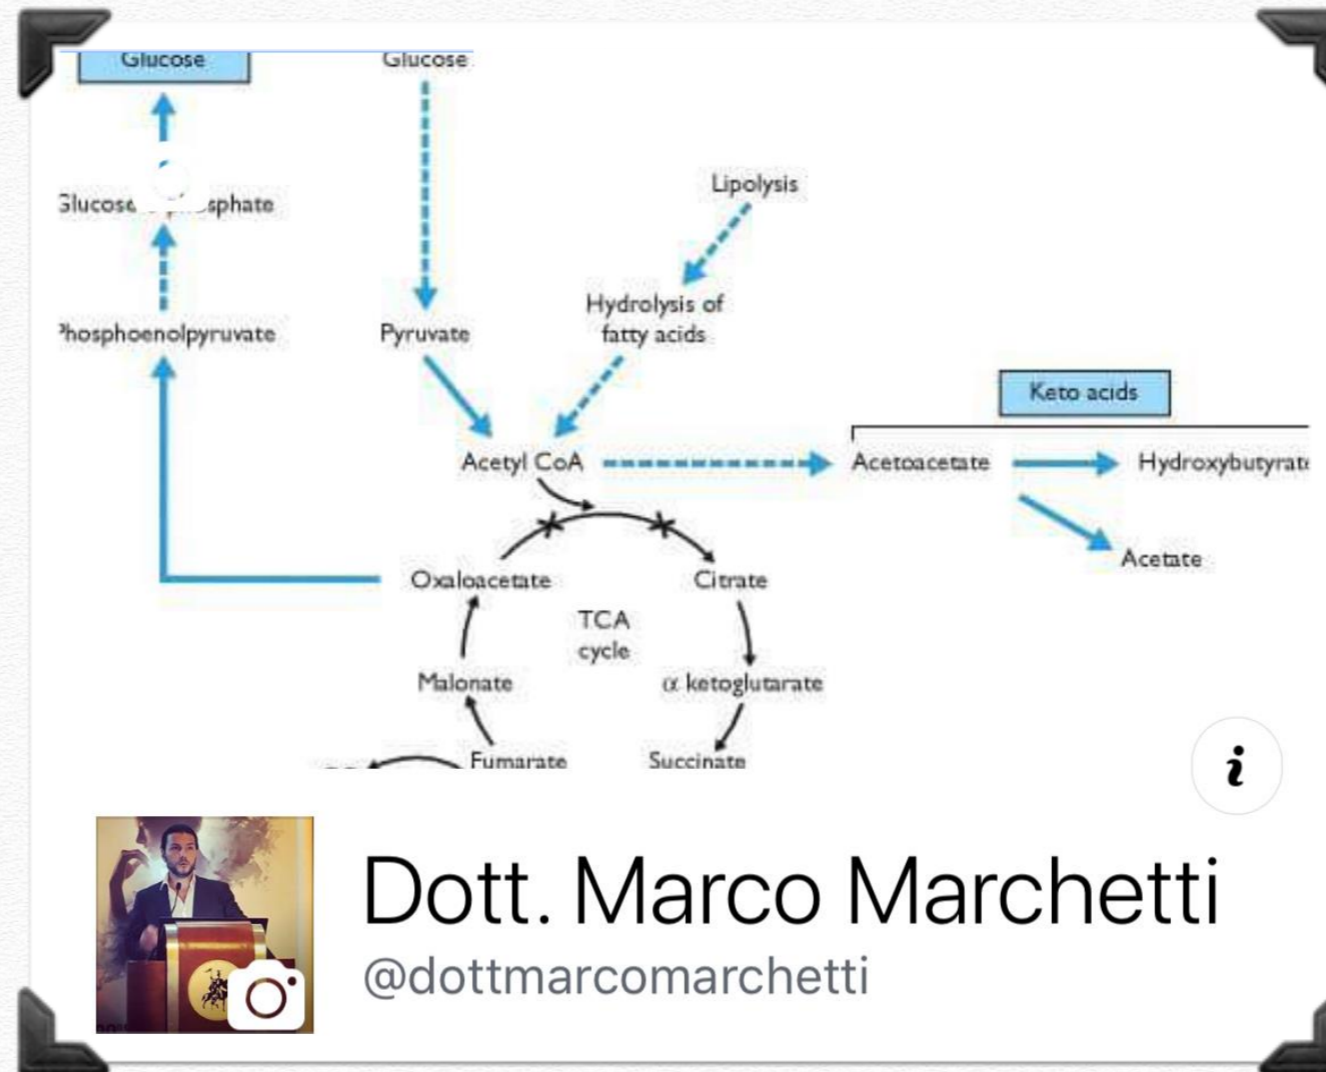 Glucose
Glucose
Lipolysis
sphate
Hydrolysis of
fatty acids
Phosphoenolpyruvate
Pyruvate
Keto acids
Acetyl CoA
Acetoacetate
Hydroxybutyrate
Acetate
Oxaloacetate
Citrate
TCA
cycle
Malonate
α ketoglutarate
Fumarate
Succinate
i
Dott. Marco Marchetti
@dottmarcomarchetti